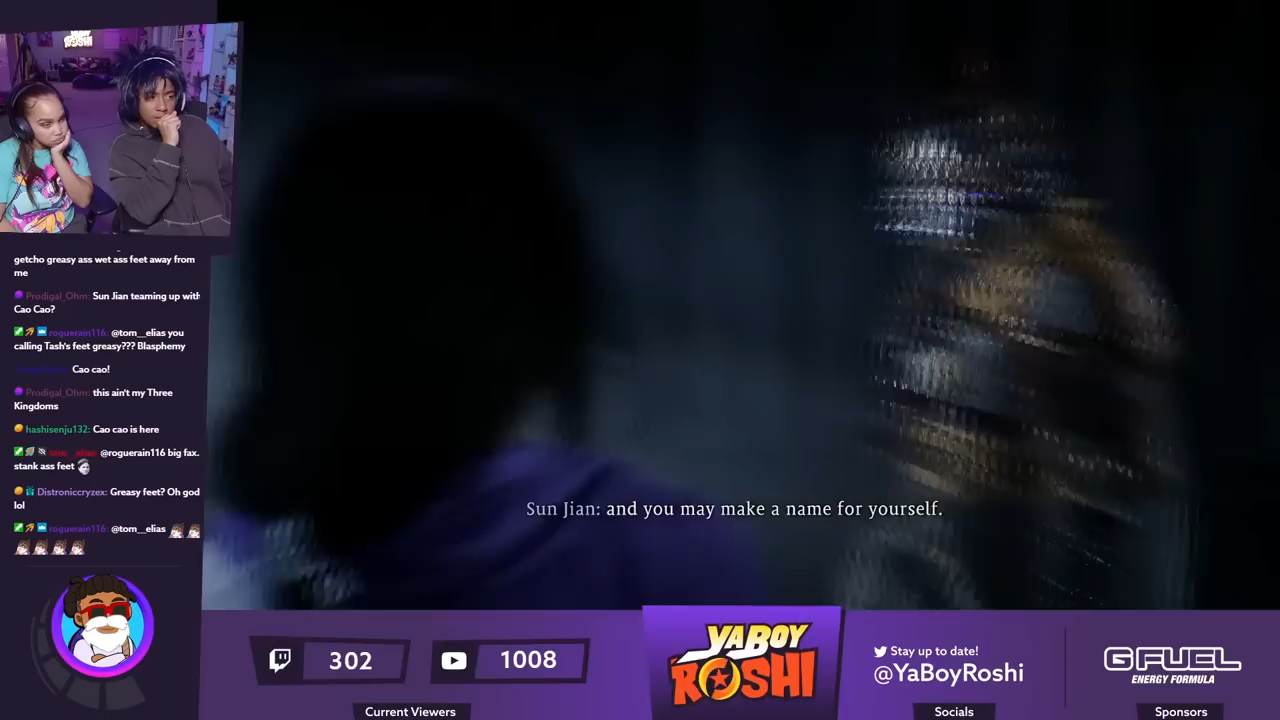 YABOY
ROSHI
getcho greasy ass wet ass feet away from
me
Prodigal_Ohm: Sun Jian teaming up with
Cao Cao?
roguerain116: @tom__elias you
calling Tash's feet greasy??? Blasphemy
Cao cao!
Prodigal_Ohm: this ain't my Three
Kingdoms
hashisenju132: Cao cao is here
tom__elias: @roguerain116 big fax.
stank ass feet
Distroniccryzex: Greasy feet? Oh god
lol
roguerain116: @tom__elias
Sun Jian: and you may make a name for yourself.
302
1008
Current Viewers
YABOY
ROSHI
Stay up to date!
@YaBoyRoshi
Socials
G FUEL
ENERGY FORMULA
Sponsors